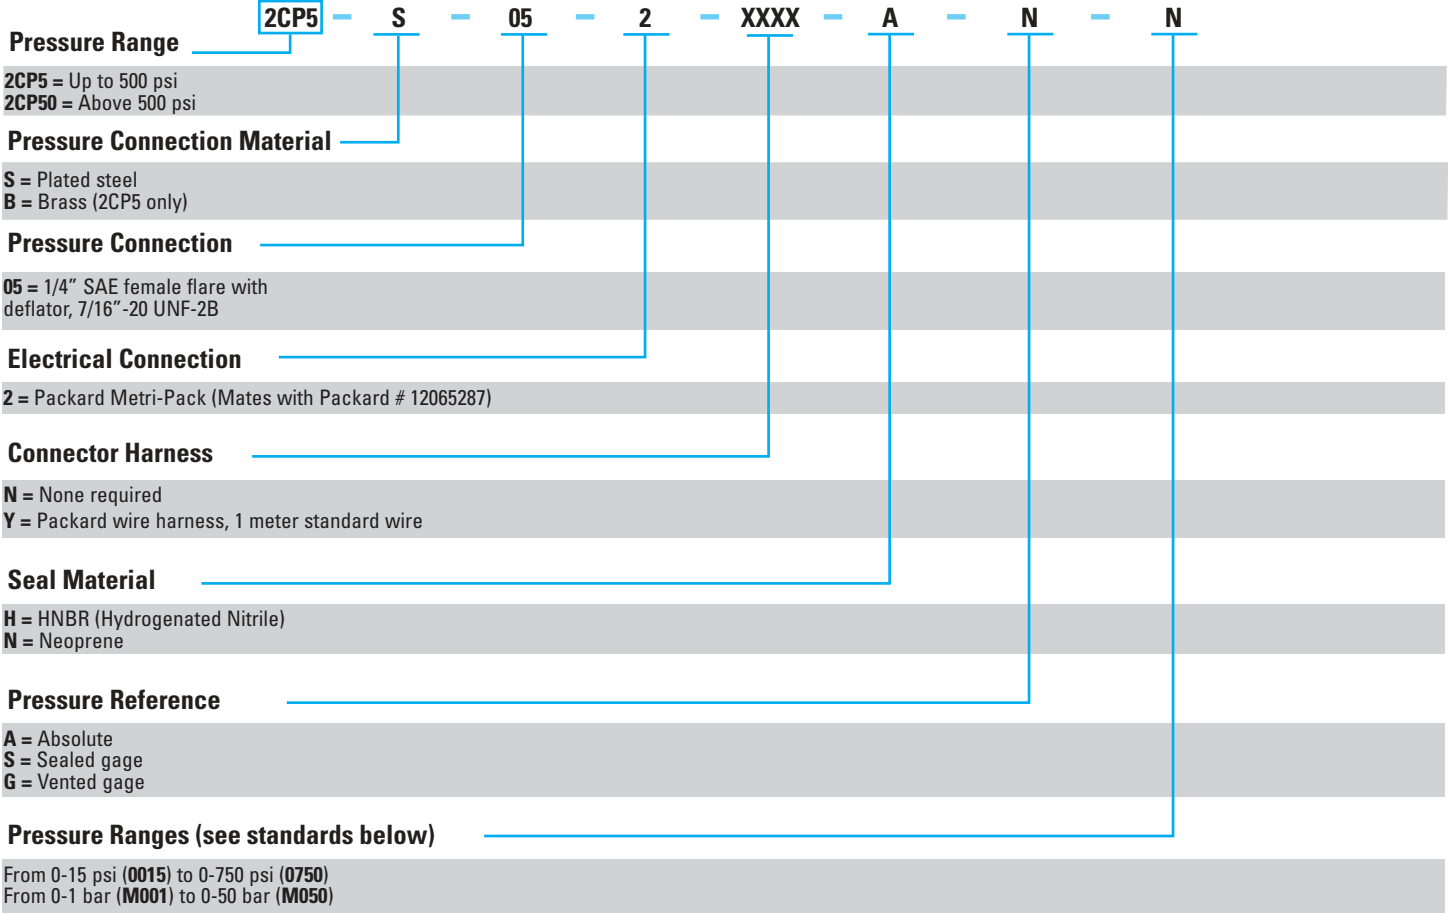 2CP5 – S – 05 – 2 – XXXX – A – N – N
Pressure Range
2CP5 = Up to 500 psi
2CP50 = Above 500 psi
Pressure Connection Material
S = Plated steel
B = Brass (2CP5 only)
Pressure Connection
05 = 1/4” SAE female flare with
deflator, 7/16”-20 UNF-2B
Electrical Connection
2 = Packard Metri-Pack (Mates with Packard # 12065287)
Connector Harness
N = None required
Y = Packard wire harness, 1 meter standard wire
Seal Material
H = HNBR (Hydrogenated Nitrile)
N = Neoprene
Pressure Reference
A = Absolute
S = Sealed gage
G = Vented gage
Pressure Ranges (see standards below)
From 0-15 psi (0015) to 0-750 psi (0750)
From 0-1 bar (M001) to 0-50 bar (M050)